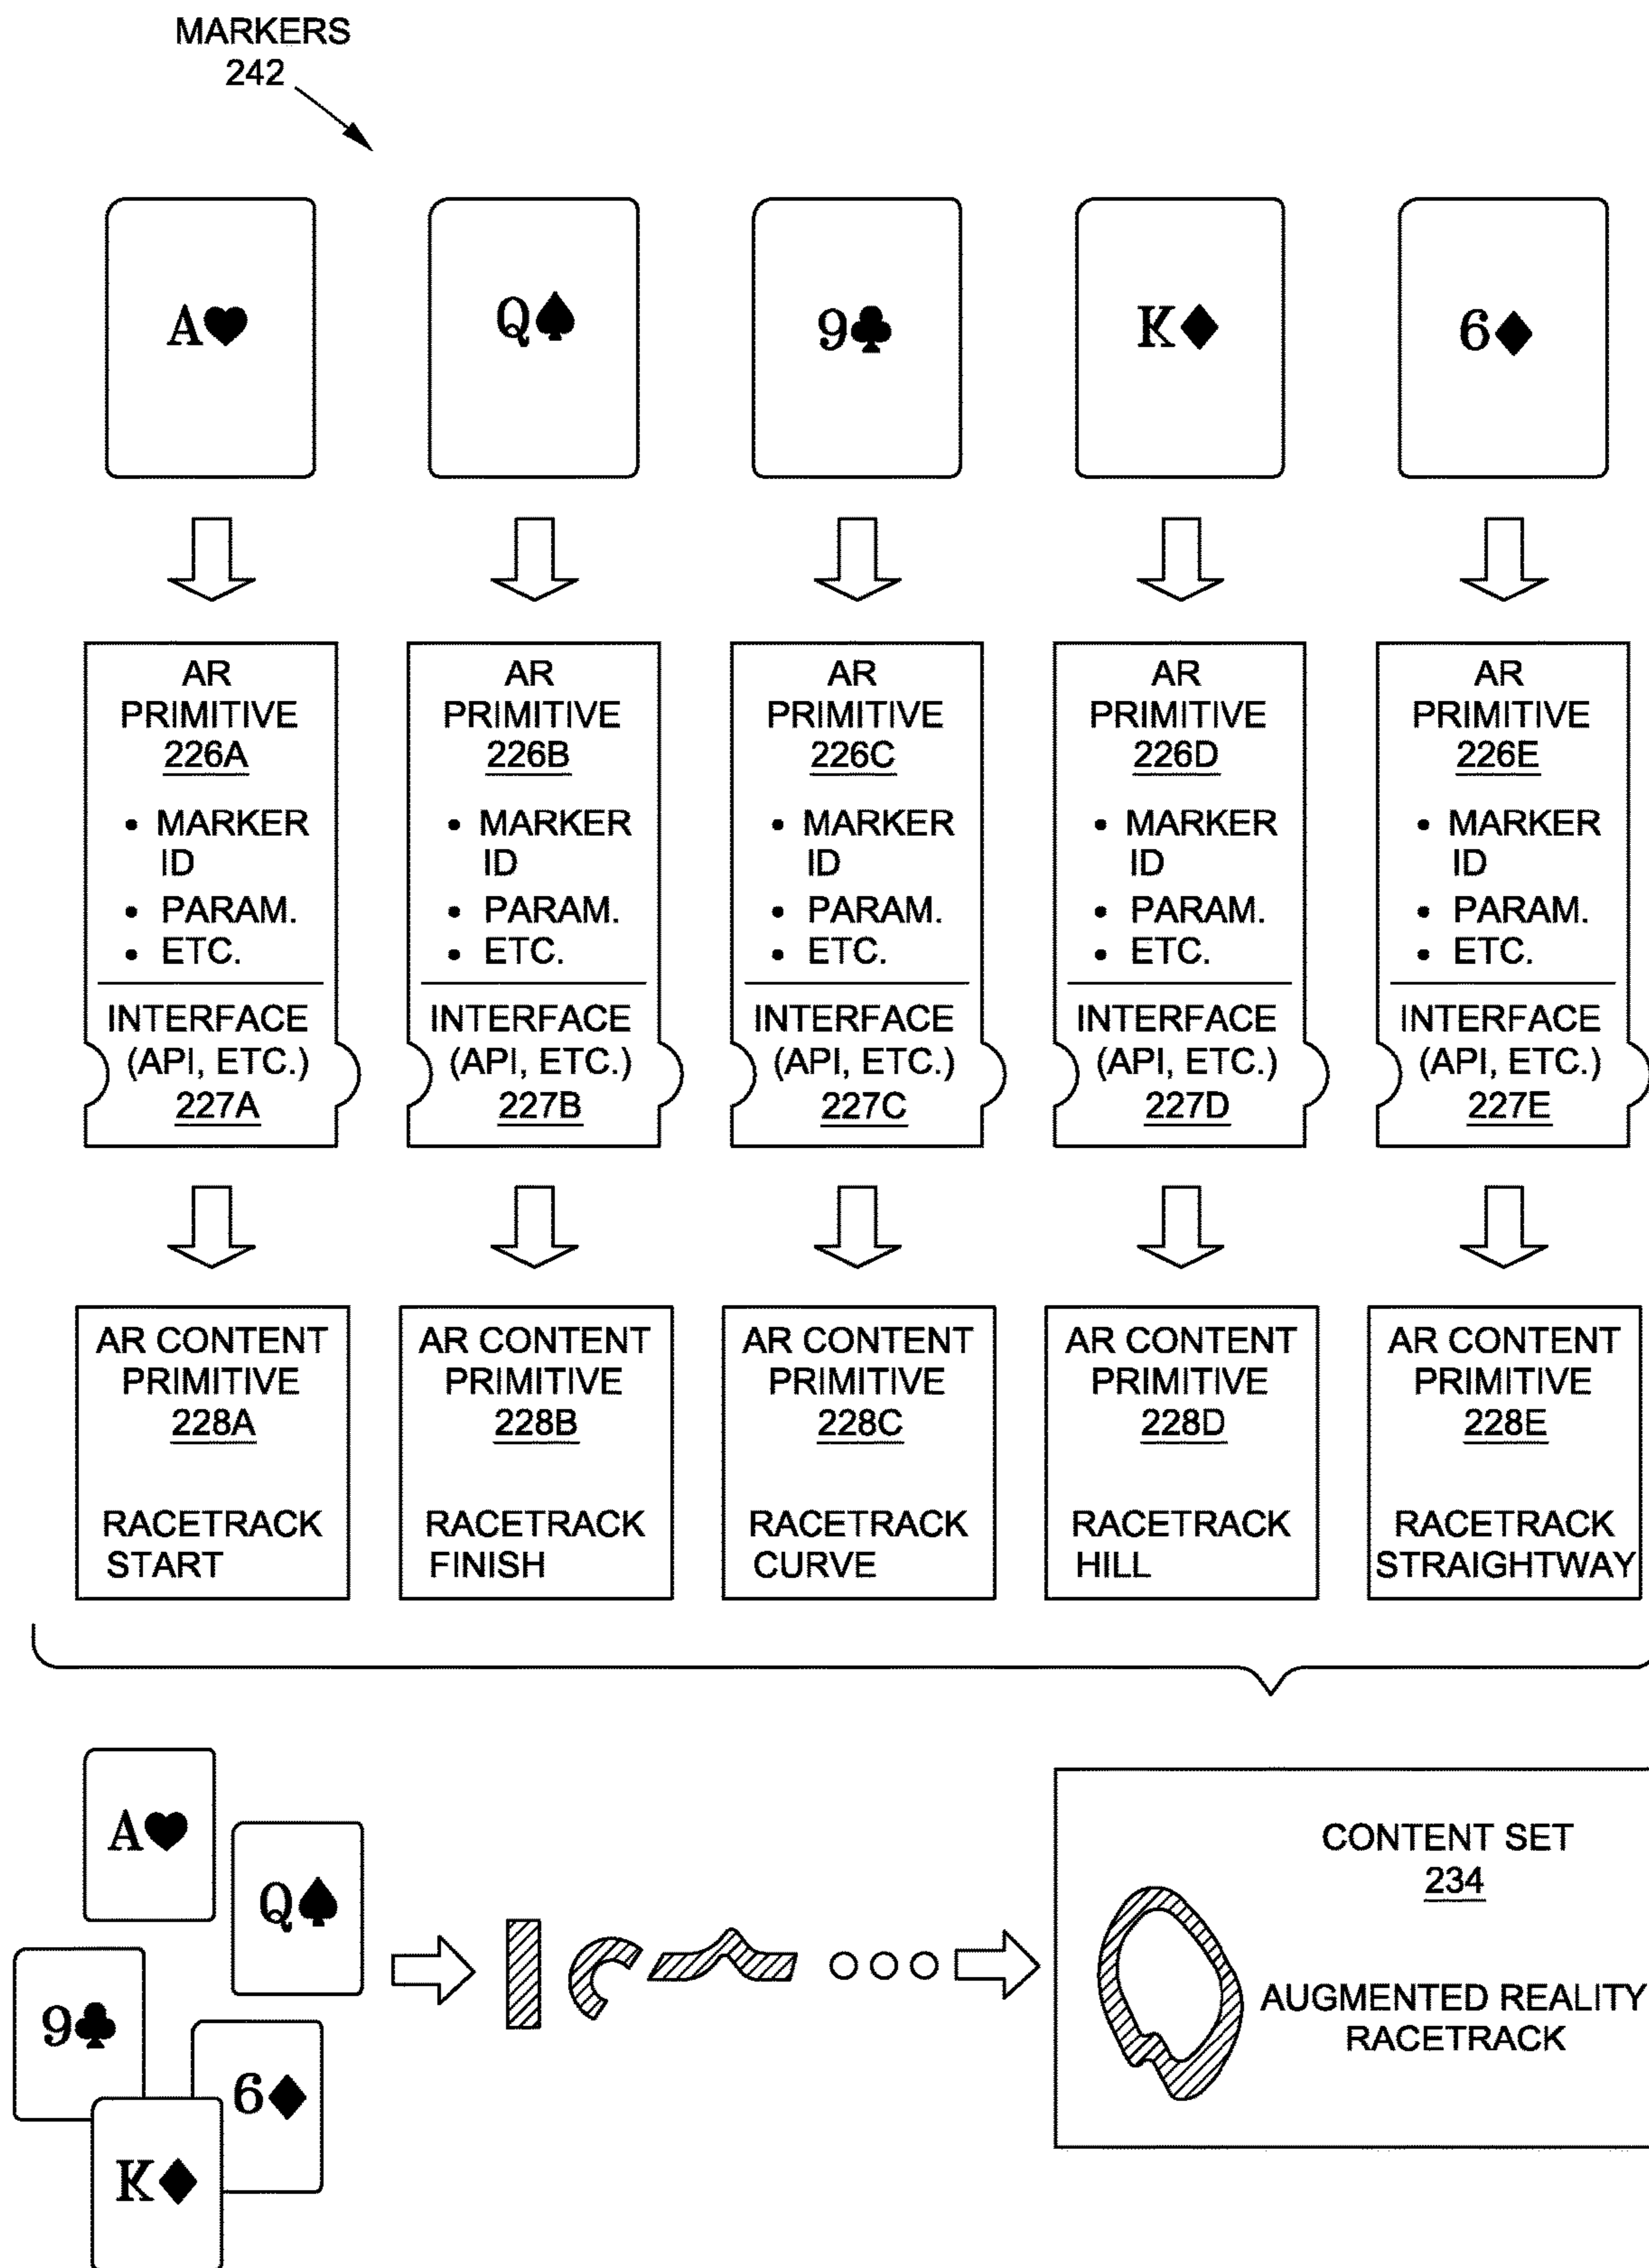 MARKERS
242
A♥ Q♠ 9♣ K♦ 6♦
AR
PRIMITIVE
226A
• MARKER
ID
• PARAM.
• ETC.
INTERFACE
(API, ETC.)
227A
AR
PRIMITIVE
226B
• MARKER
ID
• PARAM.
• ETC.
INTERFACE
(API, ETC.)
227B
AR
PRIMITIVE
226C
• MARKER
ID
• PARAM.
• ETC.
INTERFACE
(API, ETC.)
227C
AR
PRIMITIVE
226D
• MARKER
ID
• PARAM.
• ETC.
INTERFACE
(API, ETC.)
227D
AR
PRIMITIVE
226E
• MARKER
ID
• PARAM.
• ETC.
INTERFACE
(API, ETC.)
227E
AR CONTENT
PRIMITIVE
228A
RACETRACK
START
AR CONTENT
PRIMITIVE
228B
RACETRACK
FINISH
AR CONTENT
PRIMITIVE
228C
RACETRACK
CURVE
AR CONTENT
PRIMITIVE
228D
RACETRACK
HILL
AR CONTENT
PRIMITIVE
228E
RACETRACK
STRAIGHTWAY
A♥
Q♠
9♣
6♦
K♦
CONTENT SET
234
AUGMENTED REALITY
RACETRACK